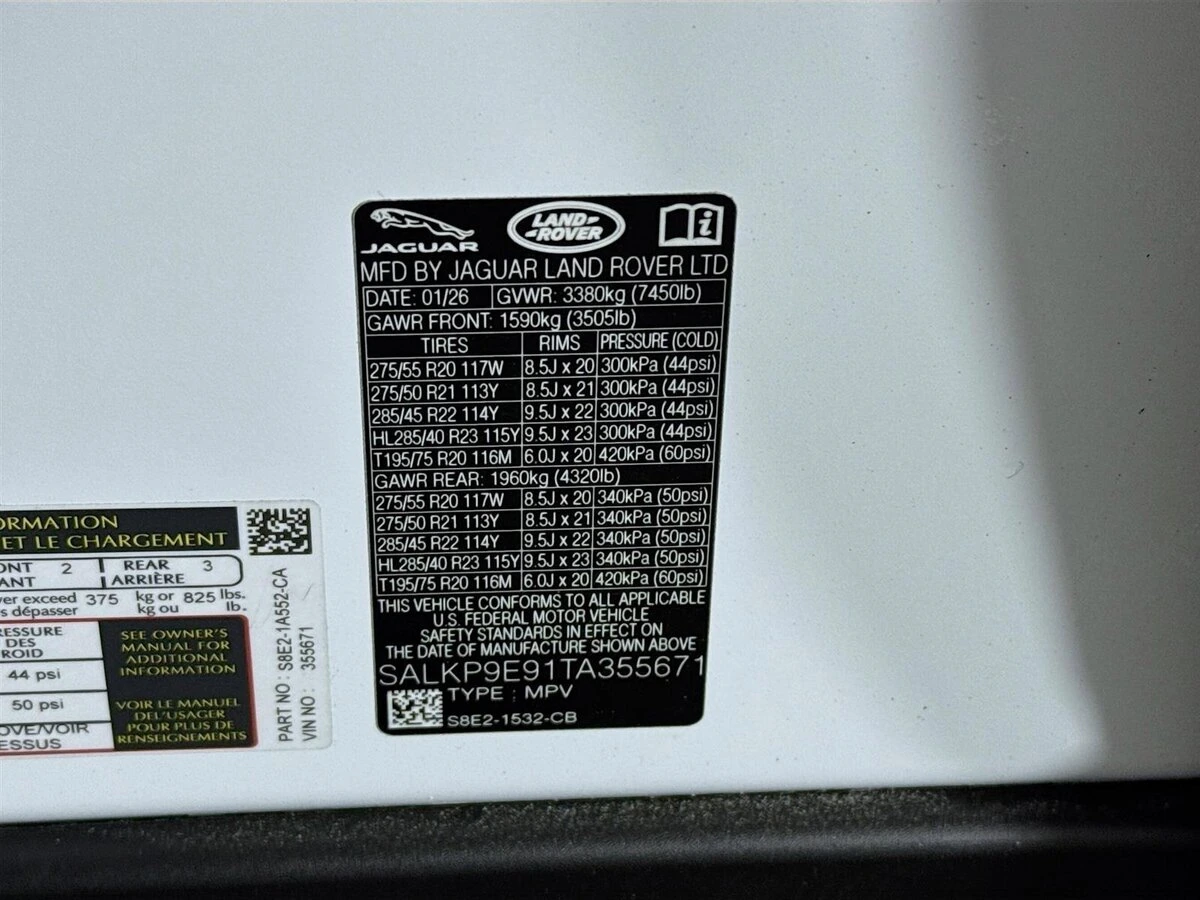 JAGUAR
LAND-
-ROVER
MFD BY JAGUAR LAND ROVER LTD
DATE: 01/26 GVWR: 3380kg (7450lb)
GAWR FRONT: 1590kg (3505lb)
TIRES RIMS PRESSURE (COLD)
275/55 R20 117W 8.5J x 20 300kPa (44psi)
275/50 R21 113Y 8.5J x 21 300kPa (44psi)
285/45 R22 114Y 9.5J x 22 300kPa (44psi)
HL285/40 R23 115Y 9.5J x 23 300kPa (44psi)
T195/75 R20 116M 6.0J x 20 420kPa (60psi)
GAWR REAR: 1960kg (4320lb)
275/55 R20 117W 8.5J x 20 340kPa (50psi)
275/50 R21 113Y 8.5J x 21 340kPa (50psi)
285/45 R22 114Y 9.5J x 22 340kPa (50psi)
HL285/40 R23 115Y 9.5J x 23 340kPa (50psi)
T195/75 R20 116M 6.0J x 20 420kPa (60psi)
THIS VEHICLE CONFORMS TO ALL APPLICABLE
U.S. FEDERAL MOTOR VEHICLE
SAFETY STANDARDS IN EFFECT ON
THE DATE OF MANUFACTURE SHOWN ABOVE
SALKP9E91TA355671
TYPE : MPV
S8E2-1532-CB
ORMATION
ET LE CHARGEMENT
ONT 2 REAR 3
ANT ARRIÈRE
ver exceed 375 kg or 825 lbs.
s dépasser kg ou lb.
RESSURE
DES
ROID
44 psi
50 psi
OVE/VOIR
ESSUS
SEE OWNER'S
MANUAL FOR
ADDITIONAL
INFORMATION
VOIR LE MANUEL
DE L'USAGER
POUR PLUS DE
RENSEIGNEMENTS
PART NO : S8E2-1A552-CA
VIN NO : 355671